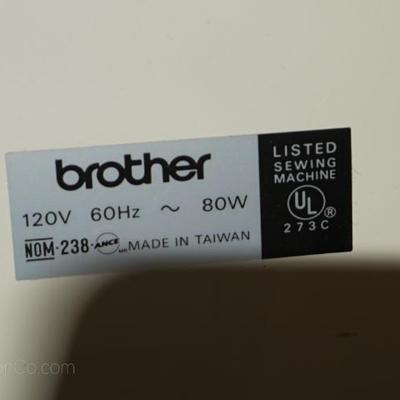 brother
120V 60Hz ~ 80W
NOM-238-ANCE MADE IN TAIWAN
LISTED
SEWING
MACHINE
UL ®
273C